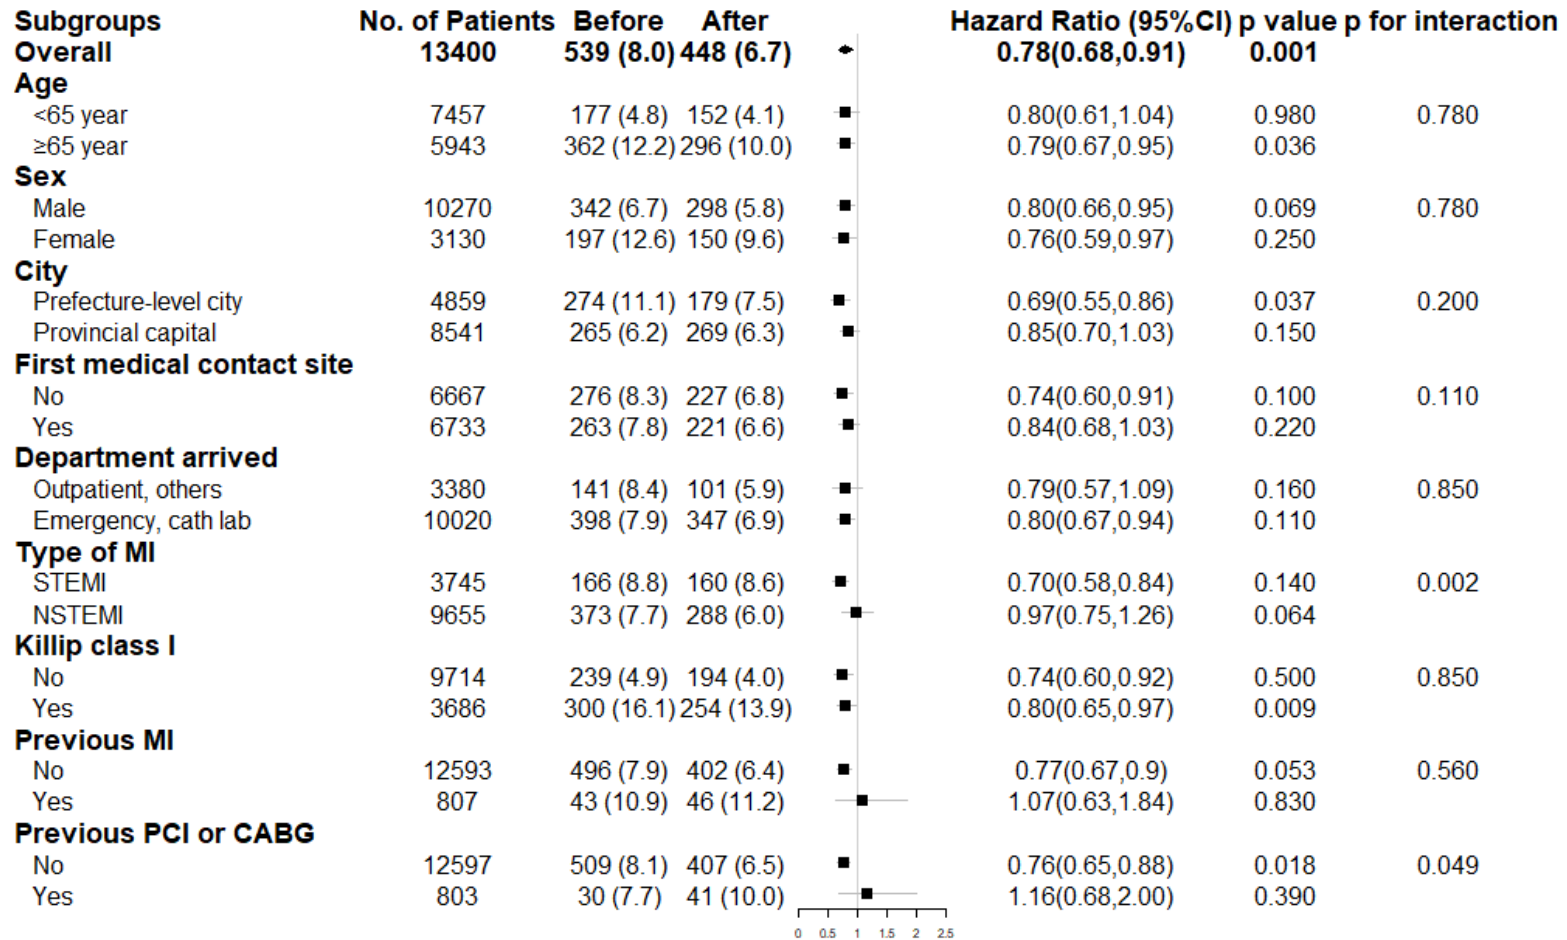 Subgroups No. of Patients Before After Hazard Ratio (95%CI) p value p for interaction
Overall 13400 539 (8.0) 448 (6.7) 0.78(0.68,0.91) 0.001
Age
<65 year 7457 177 (4.8) 152 (4.1) 0.80(0.61,1.04) 0.980 0.780
≥65 year 5943 362 (12.2) 296 (10.0) 0.79(0.67,0.95) 0.036
Sex
Male 10270 342 (6.7) 298 (5.8) 0.80(0.66,0.95) 0.069 0.780
Female 3130 197 (12.6) 150 (9.6) 0.76(0.59,0.97) 0.250
City
Prefecture-level city 4859 274 (11.1) 179 (7.5) 0.69(0.55,0.86) 0.037 0.200
Provincial capital 8541 265 (6.2) 269 (6.3) 0.85(0.70,1.03) 0.150
First medical contact site
No 6667 276 (8.3) 227 (6.8) 0.74(0.60,0.91) 0.100 0.110
Yes 6733 263 (7.8) 221 (6.6) 0.84(0.68,1.03) 0.220
Department arrived
Outpatient, others 3380 141 (8.4) 101 (5.9) 0.79(0.57,1.09) 0.160 0.850
Emergency, cath lab 10020 398 (7.9) 347 (6.9) 0.80(0.67,0.94) 0.110
Type of MI
STEMI 3745 166 (8.8) 160 (8.6) 0.70(0.58,0.84) 0.140 0.002
NSTEMI 9655 373 (7.7) 288 (6.0) 0.97(0.75,1.26) 0.064
Killip class I
No 9714 239 (4.9) 194 (4.0) 0.74(0.60,0.92) 0.500 0.850
Yes 3686 300 (16.1) 254 (13.9) 0.80(0.65,0.97) 0.009
Previous MI
No 12593 496 (7.9) 402 (6.4) 0.77(0.67,0.9) 0.053 0.560
Yes 807 43 (10.9) 46 (11.2) 1.07(0.63,1.84) 0.830
Previous PCI or CABG
No 12597 509 (8.1) 407 (6.5) 0.76(0.65,0.88) 0.018 0.049
Yes 803 30 (7.7) 41 (10.0) 1.16(0.68,2.00) 0.390
0 0.5 1 1.5 2 2.5